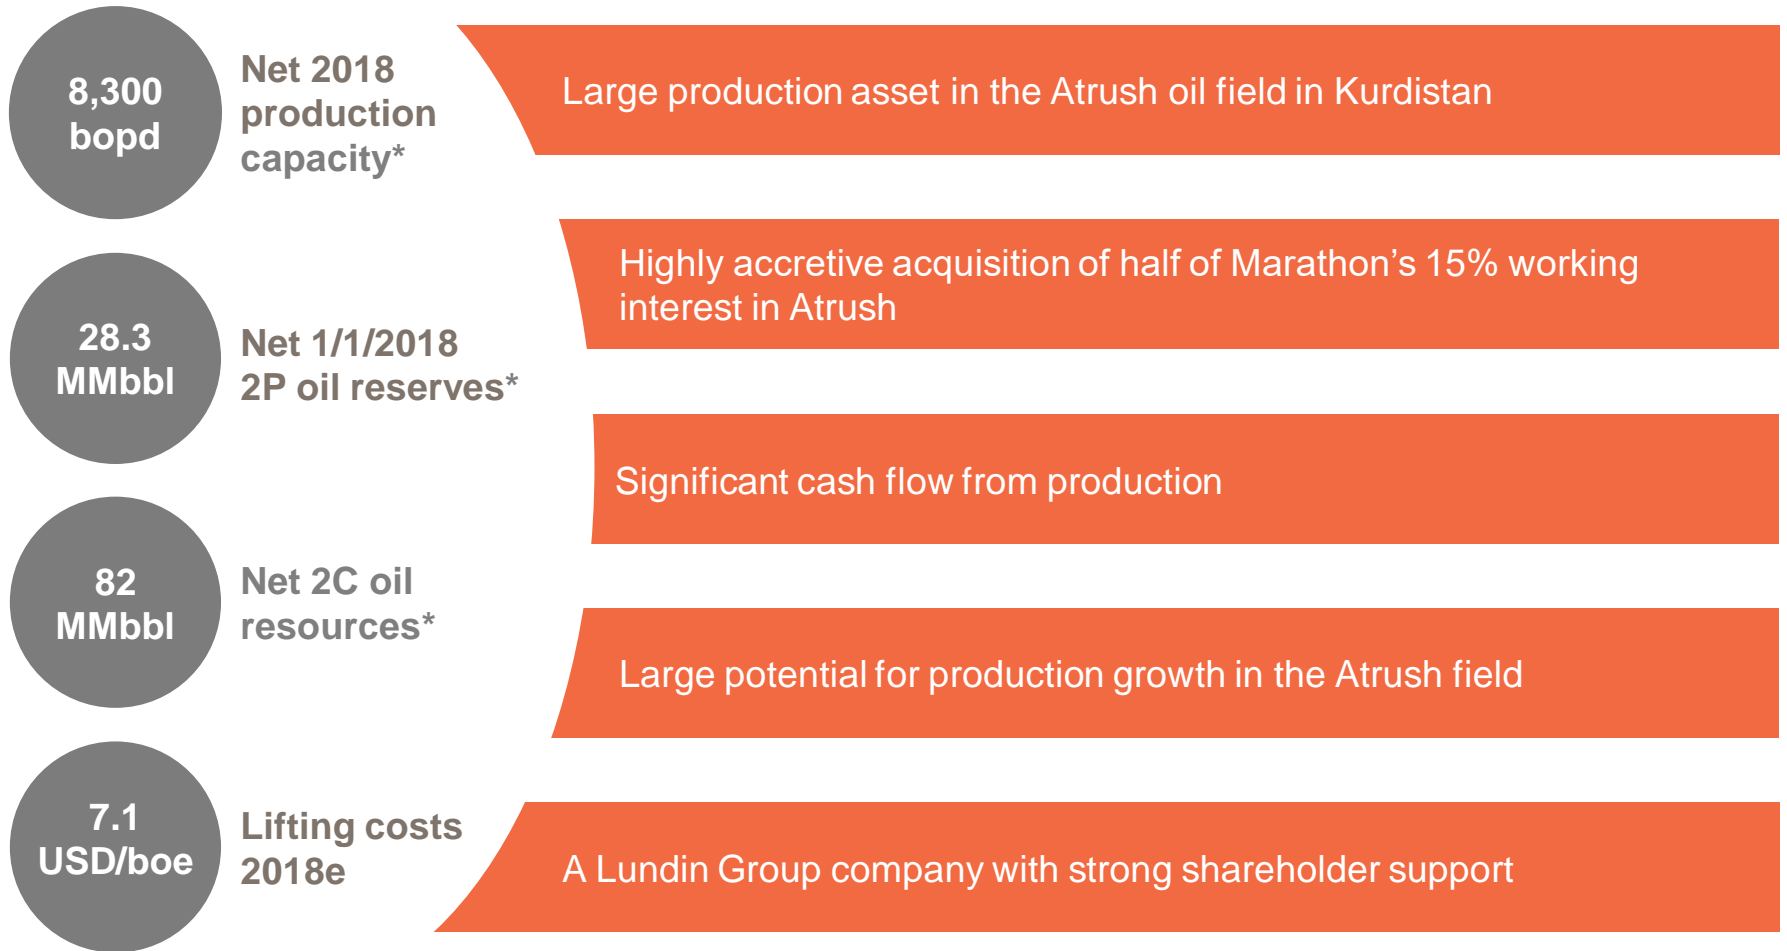 8,300
bopd
Net 2018
production
capacity*
Large production asset in the Atrush oil field in Kurdistan
28.3
MMbbl
Net 1/1/2018
2P oil reserves*
Highly accretive acquisition of half of Marathon’s 15% working
interest in Atrush
82
MMbbl
Net 2C oil
resources*
Significant cash flow from production
Large potential for production growth in the Atrush field
7.1
USD/boe
Lifting costs
2018e
A Lundin Group company with strong shareholder support